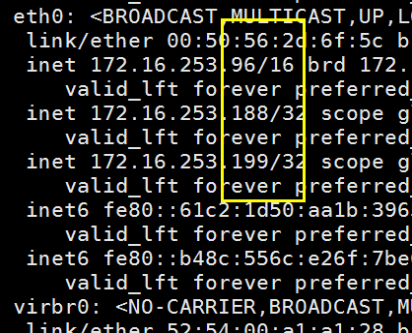 eth0: <BROADCAST,MULTICAST,UP,L
link/ether 00:50:56:2d:6f:5c b
inet 172.16.253.96/16 brd 172.
valid_lft forever preferred_
inet 172.16.253.188/32 scope g
valid_lft forever preferred_
inet 172.16.253.199/32 scope g
valid_lft forever preferred_
inet6 fe80::61c2:1d50:aa1b:396
valid_lft forever preferred_
inet6 fe80::b48c:556c:e26f:7be
valid_lft forever preferred_
virbr0: <NO-CARRIER,BROADCAST,MU
link/ether 52:54:00:a1:a1:28 b